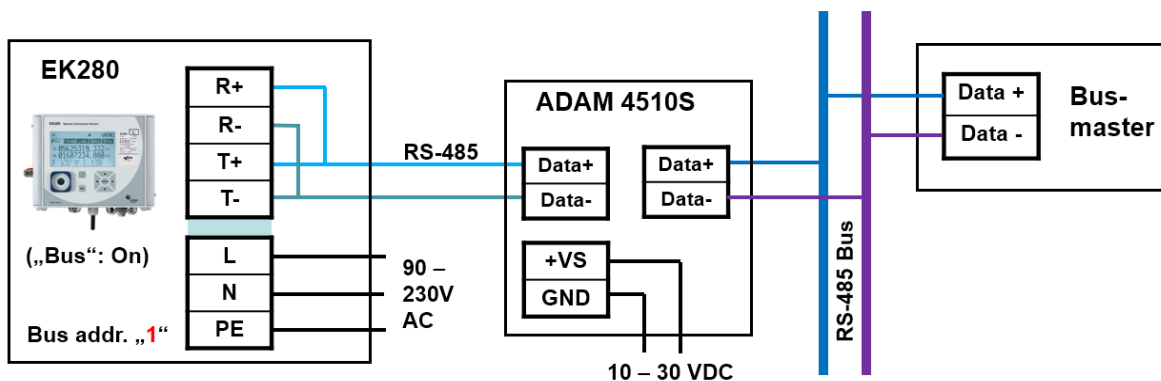 EK280
R+
R-
T+
T-
L
N
PE
(„Bus“: On)
Bus addr. „1“
90 –
230V
AC
RS-485
ADAM 4510S
Data+
Data-
Data+
Data-
+VS
GND
10 – 30 VDC
RS-485 Bus
Data +
Data -
Bus-
master